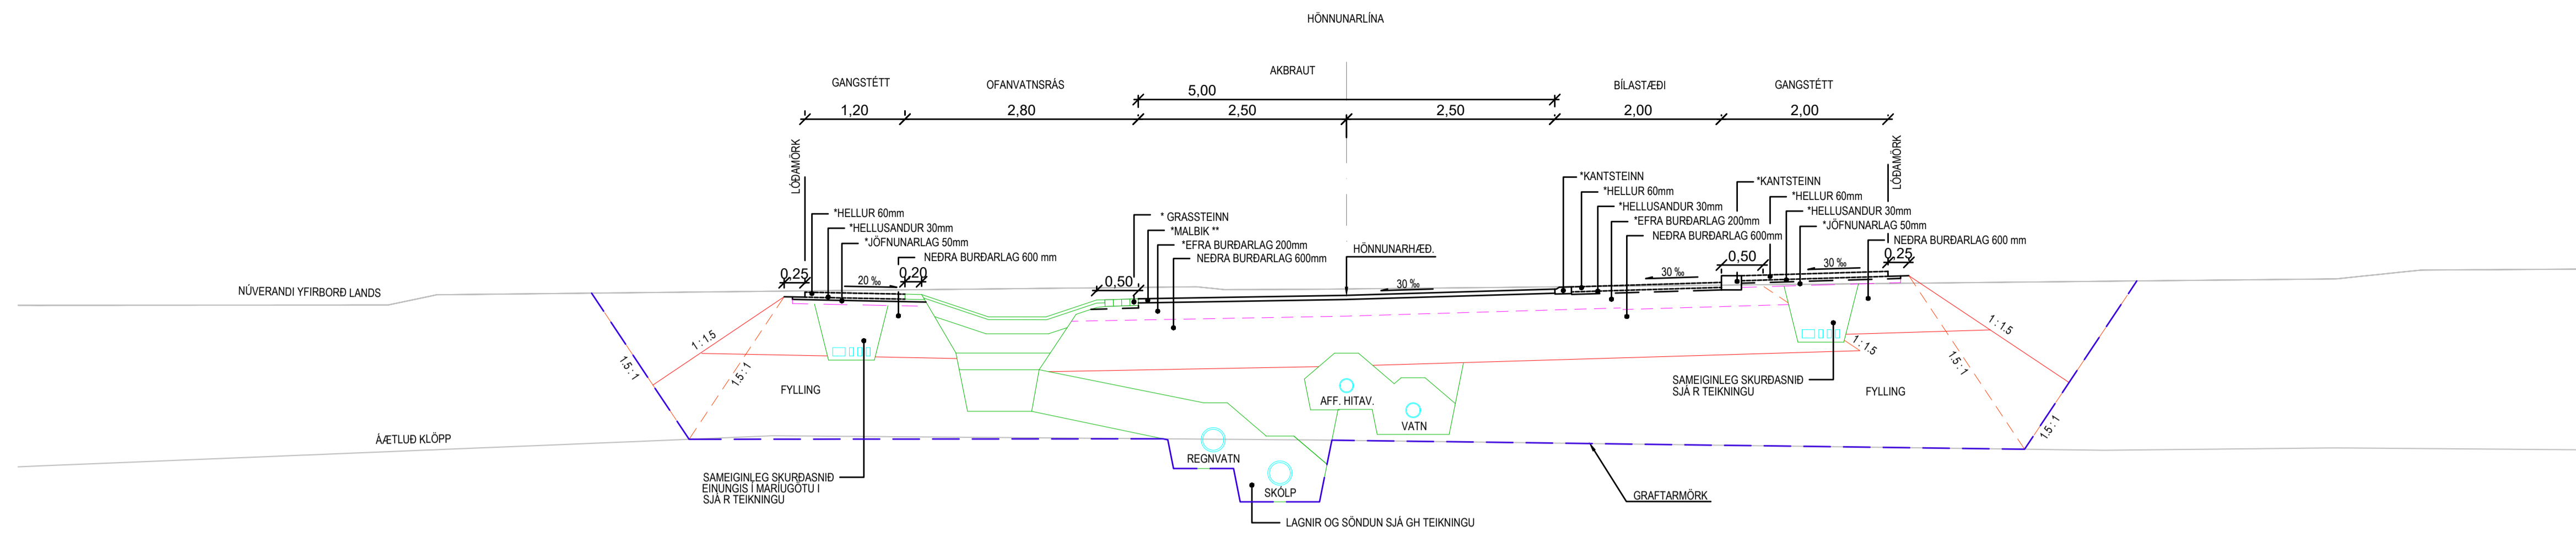 HÖNNUNARLÍNA
GANGSTÉTT
OFANVATNSRÁS
AKBRAUT
BÍLASTÆÐI
GANGSTÉTT
5,00
1,20
2,80
2,50
2,50
2,00
2,00
LÓÐAMÖRK
LÓÐAMÖRK
*HELLUR 60mm
*HELLUSANDUR 30mm
*JÖFNUNARLAG 50mm
NEÐRA BURÐARLAG 600 mm
* GRASSTEINN
*MALBIK **
*EFRA BURÐARLAG 200mm
NEÐRA BURÐARLAG 600mm
HÖNNUNARHÆÐ.
*KANTSTEINN
*HELLUR 60mm
*HELLUSANDUR 30mm
*EFRA BURÐARLAG 200mm
NEÐRA BURÐARLAG 600mm
*KANTSTEINN
*HELLUR 60mm
*HELLUSANDUR 30mm
*JÖFNUNARLAG 50mm
NEÐRA BURÐARLAG 600 mm
0,25
20 ‰
0,20
0,50
30 ‰
30 ‰
0,50
30 ‰
0,25
NÚVERANDI YFIRBORÐ LANDS
1.5 : 1
1 : 1.5
1.5 : 1
FYLLING
ÁÆTLUÐ KLÖPP
SAMEIGINLEG SKURÐASNIÐ
EINUNGIS Í MARÍUGÖTU I
SJÁ R TEIKNINGU
REGNVATN
SKÓLP
AFF. HITAV.
VATN
LAGNIR OG SÖNDUN SJÁ GH TEIKNINGU
GRAFTARMÖRK
SAMEIGINLEG SKURÐASNIÐ
SJÁ R TEIKNINGU
1 : 1.5
FYLLING
1.5 : 1
1 : 1.5
1.5 : 1